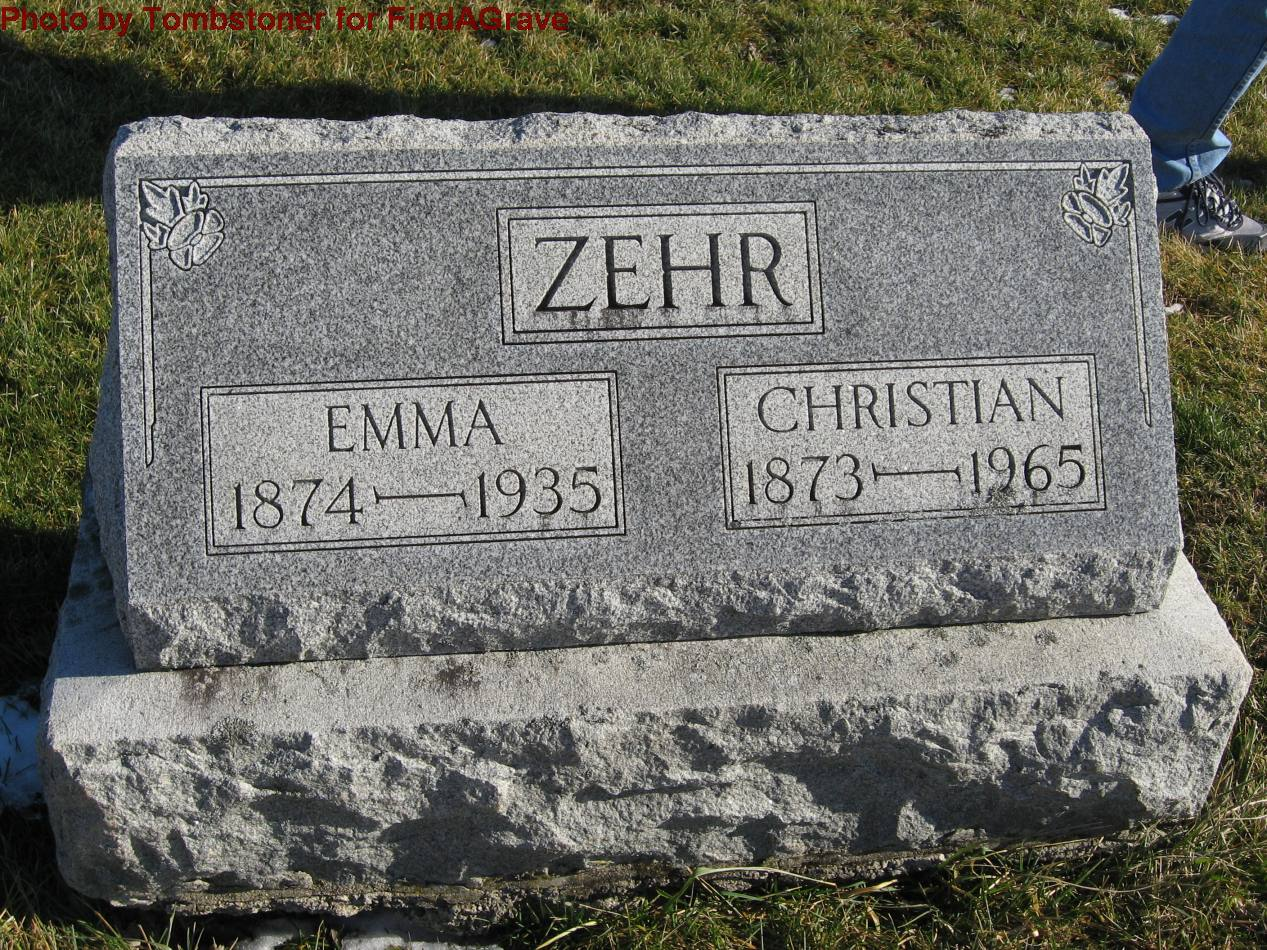 Photo by Tombstoner for FindAGrave
ZEHR
EMMA
1874—1935
CHRISTIAN
1873—1965